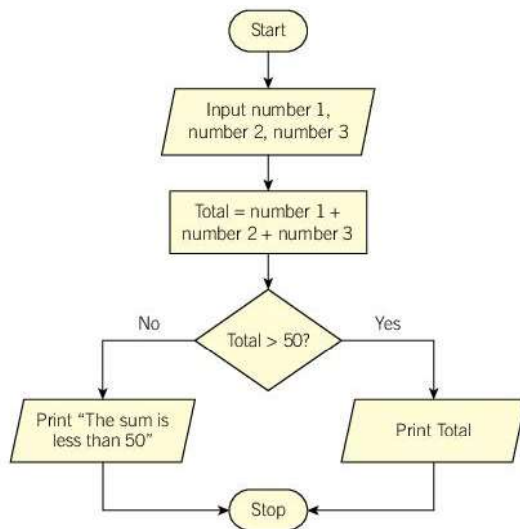 Start
Input number 1,
number 2, number 3
Total = number 1 +
number 2 + number 3
Total > 50?
No
Yes
Print “The sum is
less than 50”
Print Total
Stop